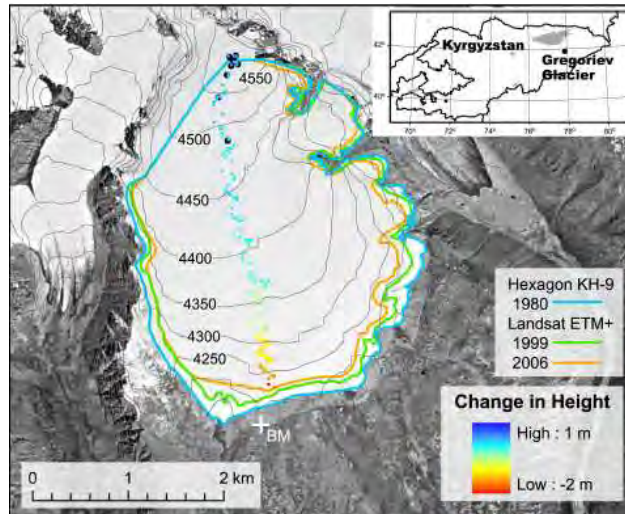 Kyrgyzstan
Gregoriev
Glacier
42°
40°
70°
72°
74°
76°
78°
80°
4550
4500
4450
4400
4350
4300
4250
BM
Hexagon KH-9
1980
Landsat ETM+
1999
2006
Change in Height
High : 1 m
Low : -2 m
0 1 2 km